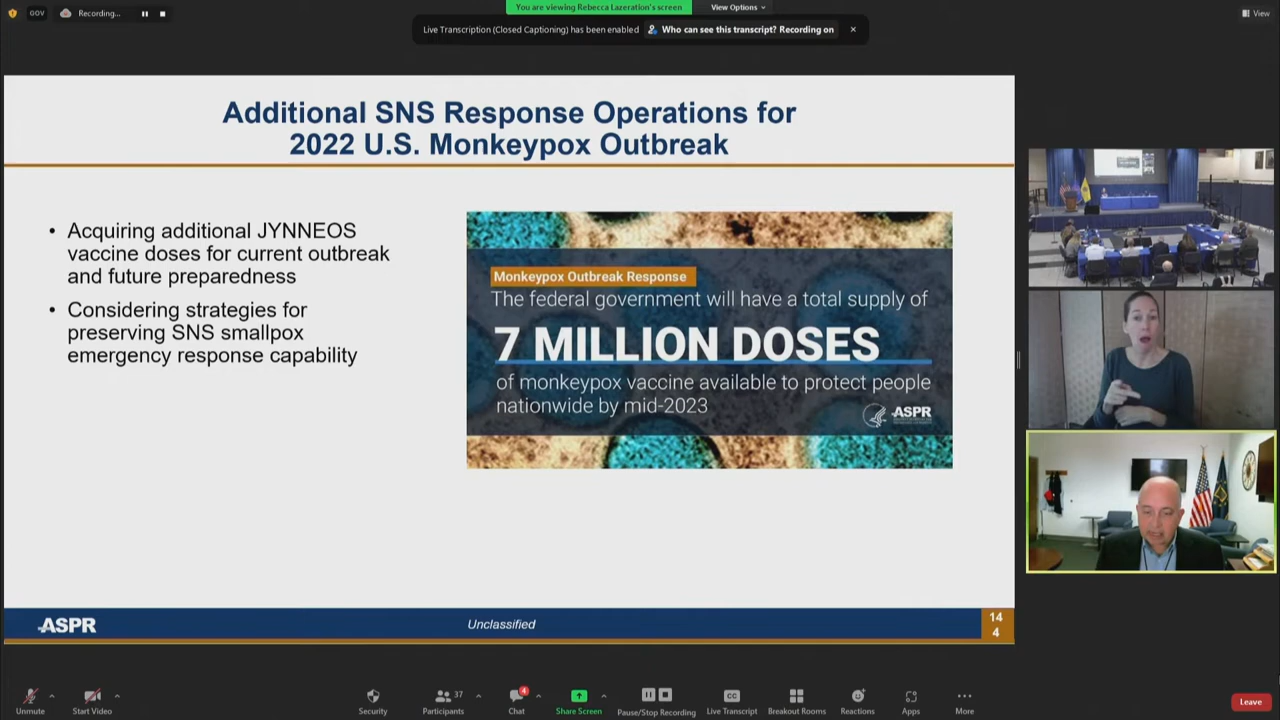 GOV
Recording...
You are viewing Rebecca Lazeration's screen
View Options
View
Live Transcription (Closed Captioning) has been enabled
Who can see this transcript? Recording on
Additional SNS Response Operations for
2022 U.S. Monkeypox Outbreak
• Acquiring additional JYNNEOS
vaccine doses for current outbreak
and future preparedness
• Considering strategies for
preserving SNS smallpox
emergency response capability
Monkeypox Outbreak Response
The federal government will have a total supply of
7 MILLION DOSES
of monkeypox vaccine available to protect people
nationwide by mid-2023
ASPR
ASPR
Unclassified
14
4
Unmute
Start Video
Security
Participants
37
Chat
4
Share Screen
Pause/Stop Recording
CC
Live Transcript
Breakout Rooms
Reactions
Apps
More
Leave